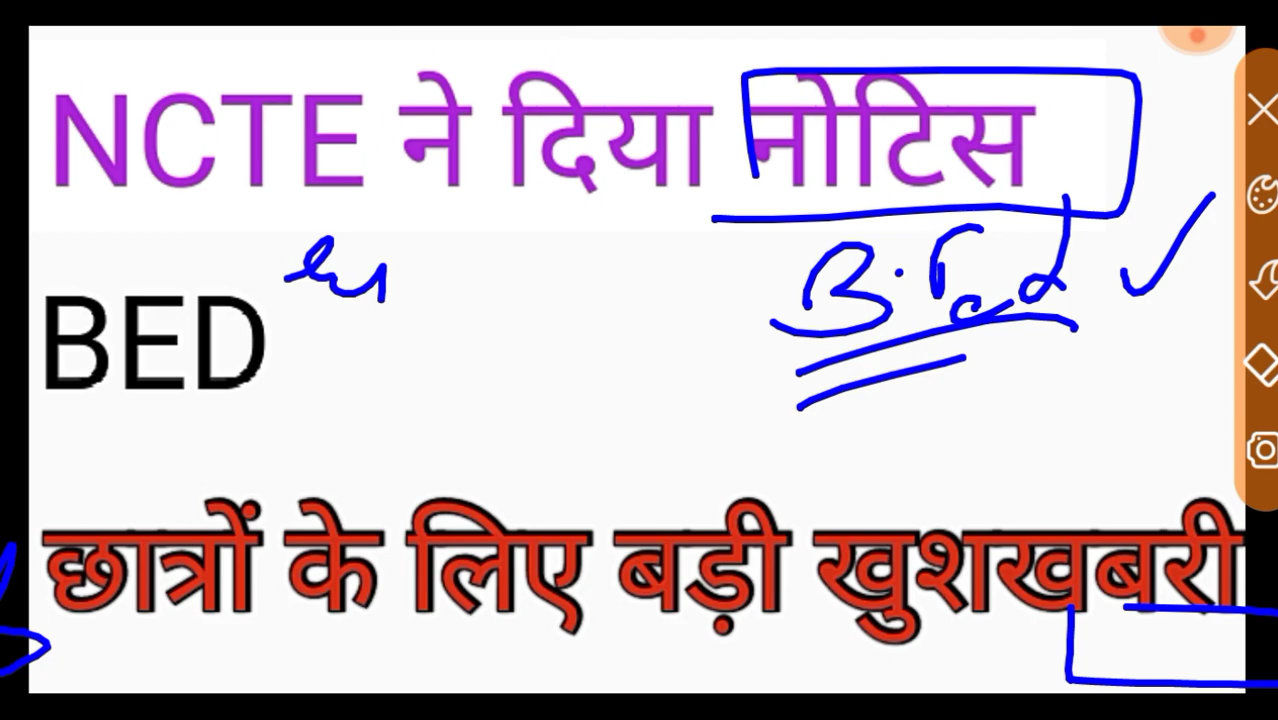 NCTE ने दिया नोटिस
B.Ed
BED
छात्रों के लिए बड़ी खुशखबरी